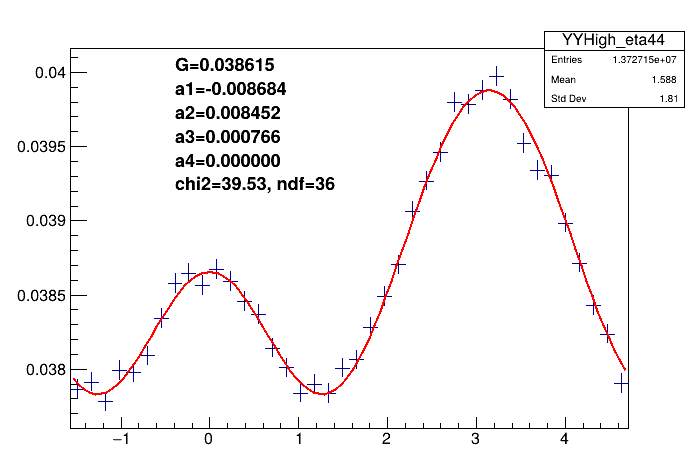 YYHigh_eta44
Entries 1.372715e+07
Mean 1.588
Std Dev 1.81
G=0.038615
a1=-0.008684
a2=0.008452
a3=0.000766
a4=0.000000
chi2=39.53, ndf=36
0.04
0.0395
0.039
0.0385
0.038
−1 0 1 2 3 4